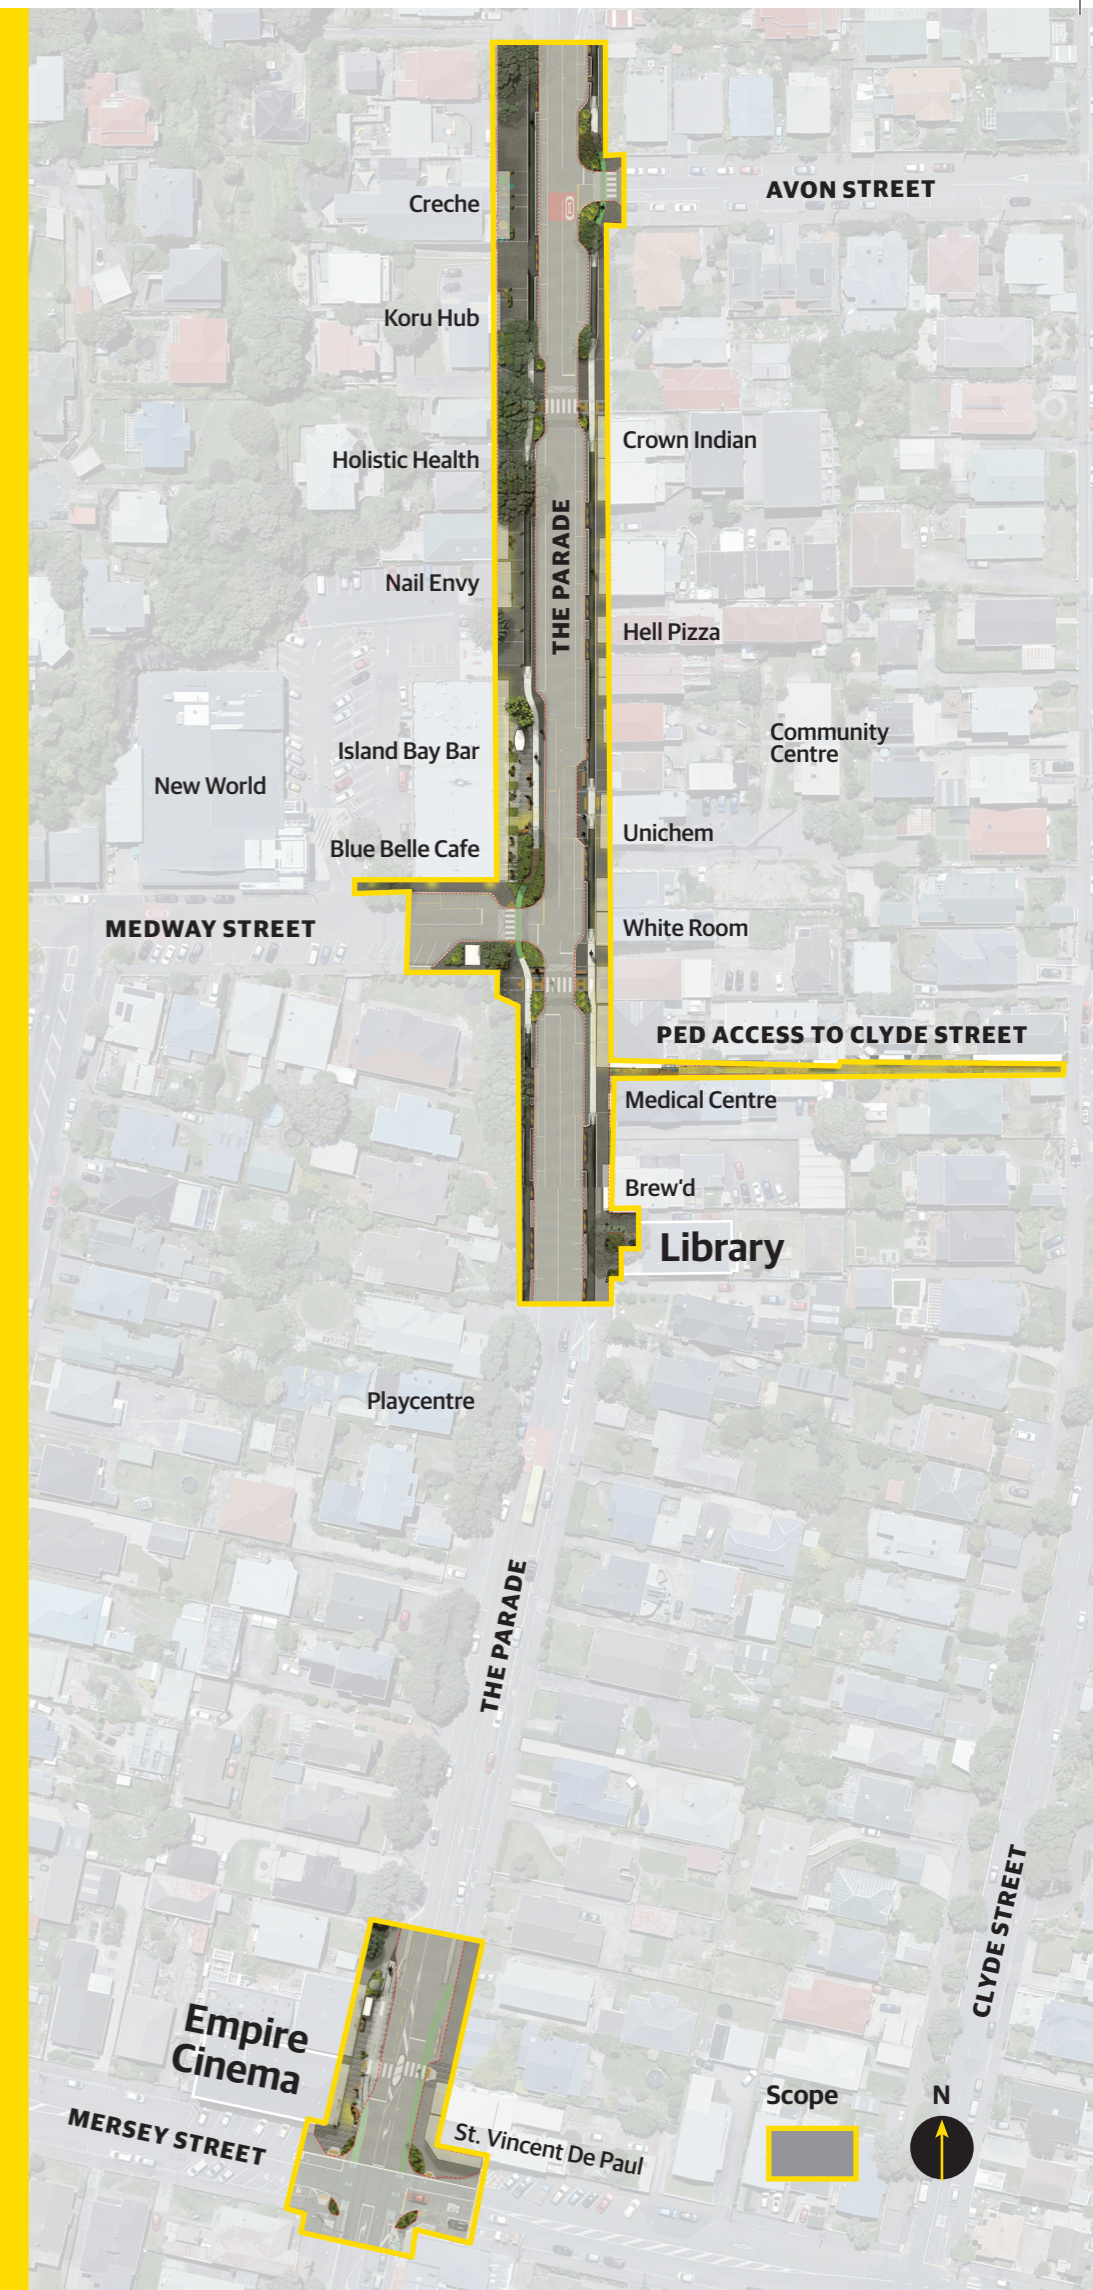 AVON STREET
Creche
Koru Hub
Crown Indian
Holistic Health
THE PARADE
Nail Envy
Hell Pizza
Community
Centre
Island Bay Bar
New World
Unichem
Blue Belle Cafe
MEDWAY STREET
White Room
PED ACCESS TO CLYDE STREET
Medical Centre
Brew'd
Library
Playcentre
THE PARADE
CLYDE STREET
Empire
Cinema
MERSEY STREET
St. Vincent De Paul
Scope
N